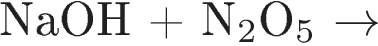 NaOH + N₂O₅ →